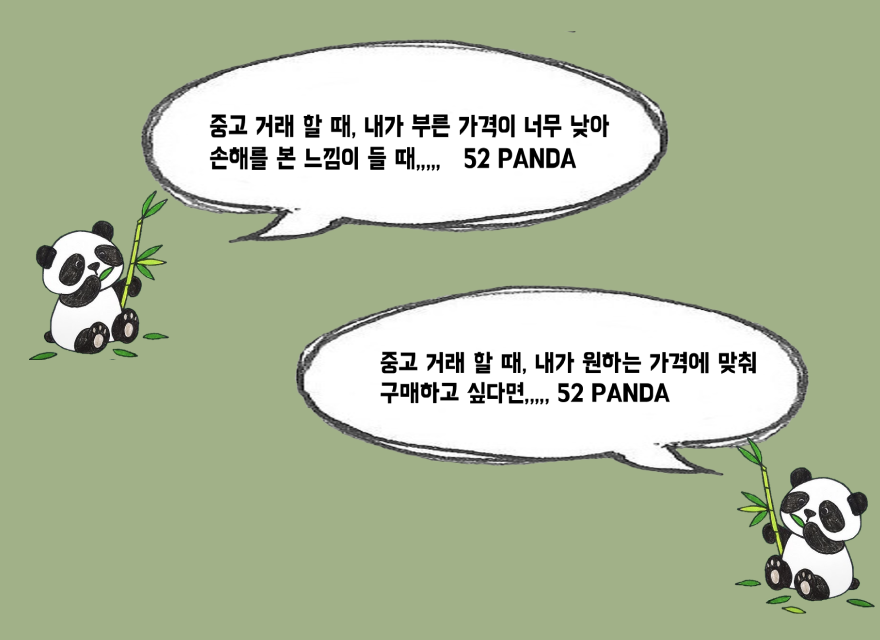 중고 거래 할 때, 내가 부른 가격이 너무 낮아
손해를 본 느낌이 들 때,,,,, 52 PANDA
중고 거래 할 때, 내가 원하는 가격에 맞춰
구매하고 싶다면,,,,, 52 PANDA